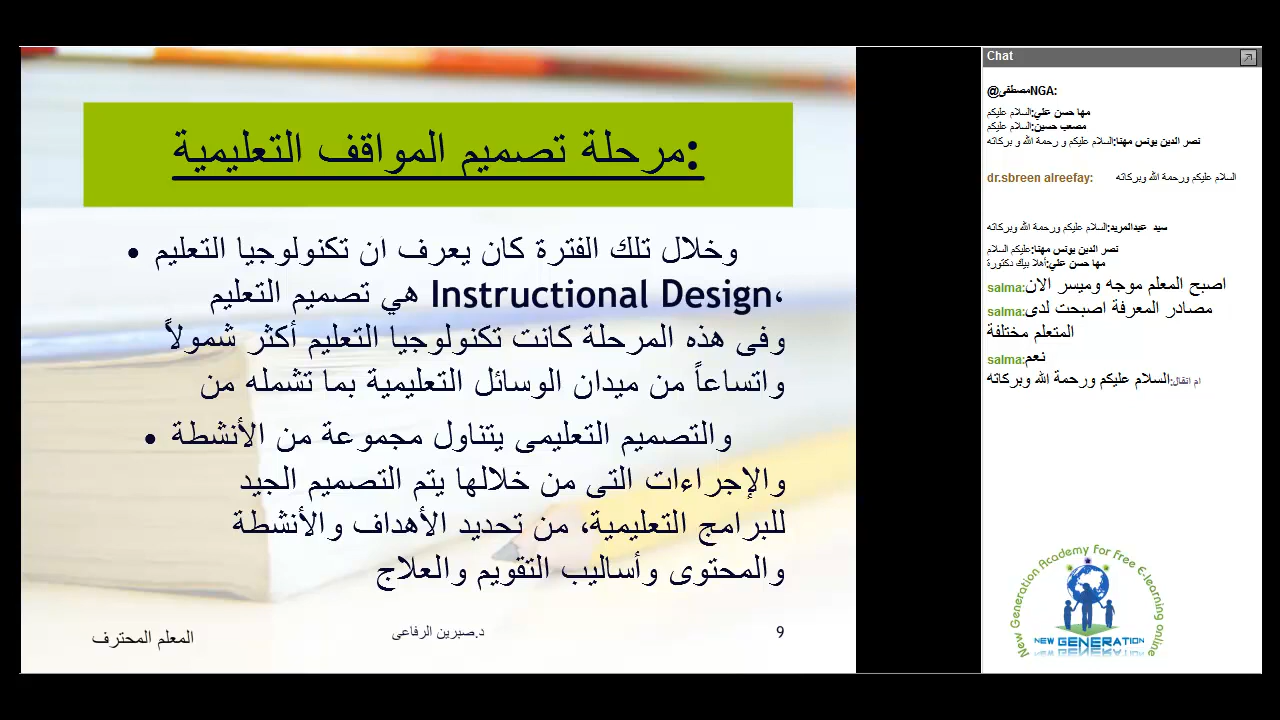 مرحلة تصميم المواقف التعليمية:
• وخلال تلك الفترة كان يعرف ان تكنولوجيا التعليم
هي تصميم التعليم Instructional Design،
وفى هذه المرحلة كانت تكنولوجيا التعليم أكثر شمولاً
واتساعاً من ميدان الوسائل التعليمية بما تشمله من
• والتصميم التعليمى يتناول مجموعة من الأنشطة
والإجراءات التى من خلالها يتم التصميم الجيد
للبرامج التعليمية، من تحديد الأهداف والأنشطة
والمحتوى وأساليب التقويم والعلاج
9
د.صبرين الرفاعى
المعلم المحترف
Chat
@مصطفىNGA:
مها حسن علي:السلام عليكم
مصعب حسين:السلام عليكم
نصر الدين يونس مهنا:السلام عليكم و رحمة الله و بركاته
dr.sbreen alreefay: السلام عليكم ورحمة الله وبركاته
سيد عبدالمريد:السلام عليكم ورحمة الله وبركاته
نصر الدين يونس مهنا:عليكم السلام
مها حسن علي:أهلا بيك دكتورة
salma:اصبح المعلم موجه وميسر الان
salma:مصادر المعرفة اصبحت لدى
المتعلم مختلفة
salma:نعم
ام اتقال:السلام عليكم ورحمة الله وبركاته
New Generation Academy For Free E-learning online
NEW GENERATION